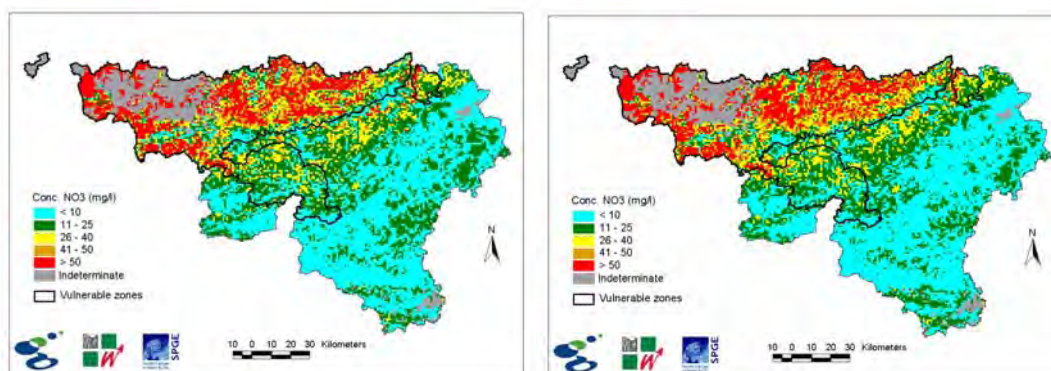 Conc. NO3 (mg/l)
< 10
11 - 25
26 - 40
41 - 50
> 50
Indeterminate
Vulnerable zones
N
10 0 10 20 30 Kilometers
SPGE
Conc. NO3 (mg/l)
< 10
11 - 25
26 - 40
41 - 50
> 50
Indeterminate
Vulnerable zones
N
10 0 10 20 30 Kilometers
SPGE